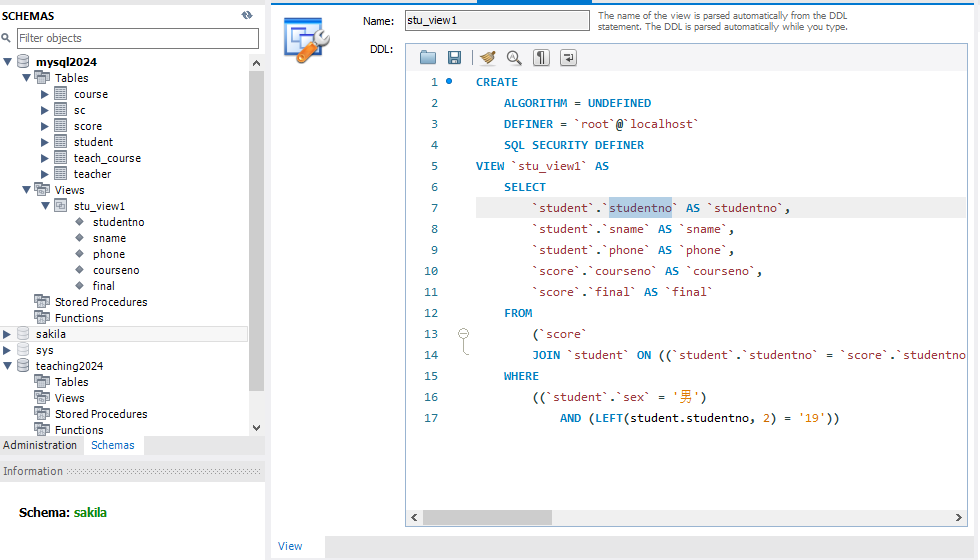 SCHEMAS
Filter objects
mysql2024
Tables
course
sc
score
student
teach_course
teacher
Views
stu_view1
studentno
sname
phone
courseno
final
Stored Procedures
Functions
sakila
sys
teaching2024
Tables
Views
Stored Procedures
Functions
Administration Schemas
Information
Schema: sakila
Name: stu_view1
The name of the view is parsed automatically from the DDL
statement. The DDL is parsed automatically while you type.
DDL:
1 CREATE
2 ALGORITHM = UNDEFINED
3 DEFINER = `root`@`localhost`
4 SQL SECURITY DEFINER
5 VIEW `stu_view1` AS
6 SELECT
7 `student`.`studentno` AS `studentno`,
8 `student`.`sname` AS `sname`,
9 `student`.`phone` AS `phone`,
10 `score`.`courseno` AS `courseno`,
11 `score`.`final` AS `final`
12 FROM
13 (`score`
14 JOIN `student` ON ((`student`.`studentno` = `score`.`studentno
15 WHERE
16 ((`student`.`sex` = '男')
17 AND (LEFT(student.studentno, 2) = '19'))
View